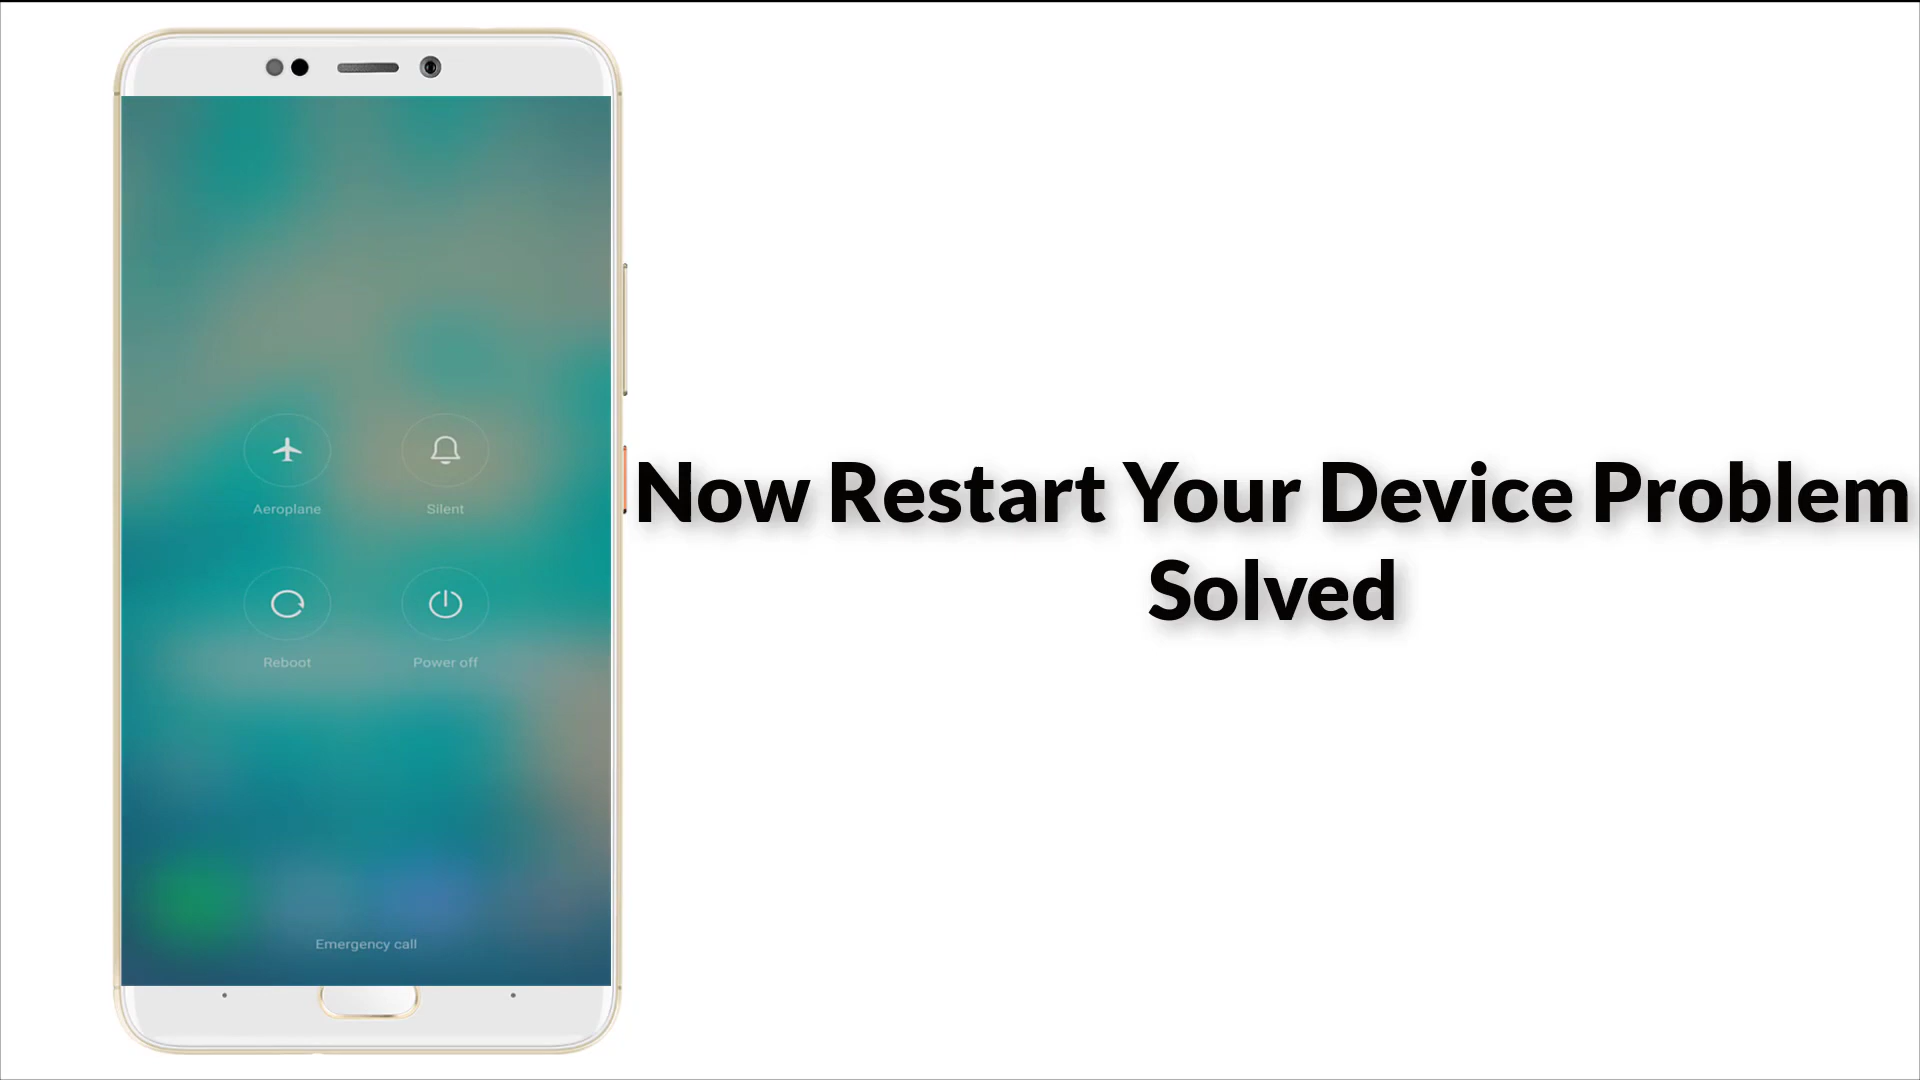 Aeroplane
Silent
Reboot
Power off
Emergency call
Now Restart Your Device Problem
Solved